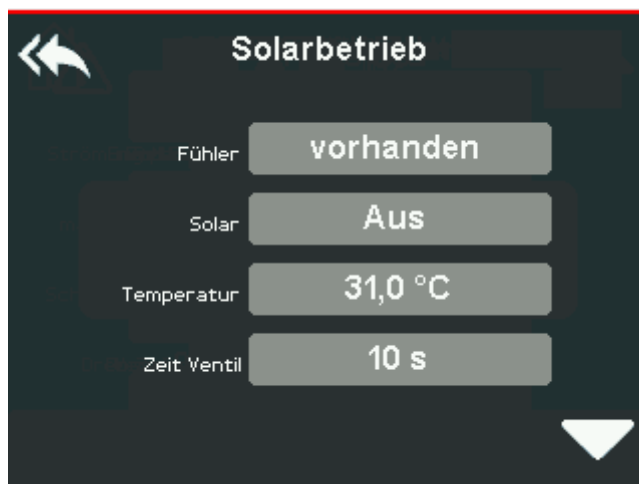 Solarbetrieb
Fühler vorhanden
Solar Aus
Temperatur 31,0 °C
Zeit Ventil 10 s